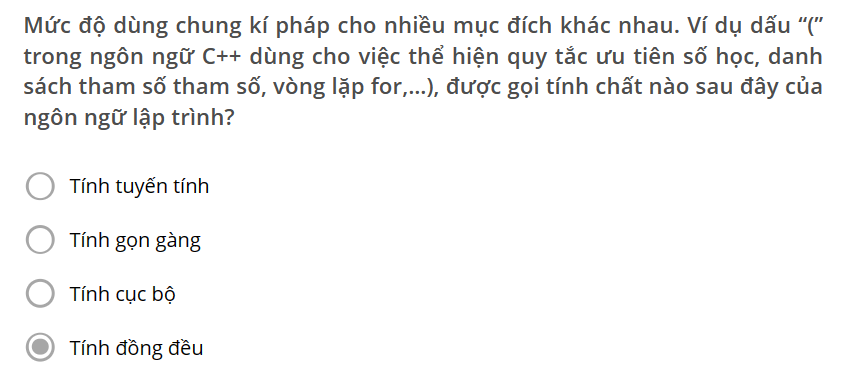 Mức độ dùng chung kí pháp cho nhiều mục đích khác nhau. Ví dụ dấu “(”
trong ngôn ngữ C++ dùng cho việc thể hiện quy tắc ưu tiên số học, danh
sách tham số tham số, vòng lặp for,...), được gọi tính chất nào sau đây của
ngôn ngữ lập trình?
Tính tuyến tính
Tính gọn gàng
Tính cục bộ
Tính đồng đều